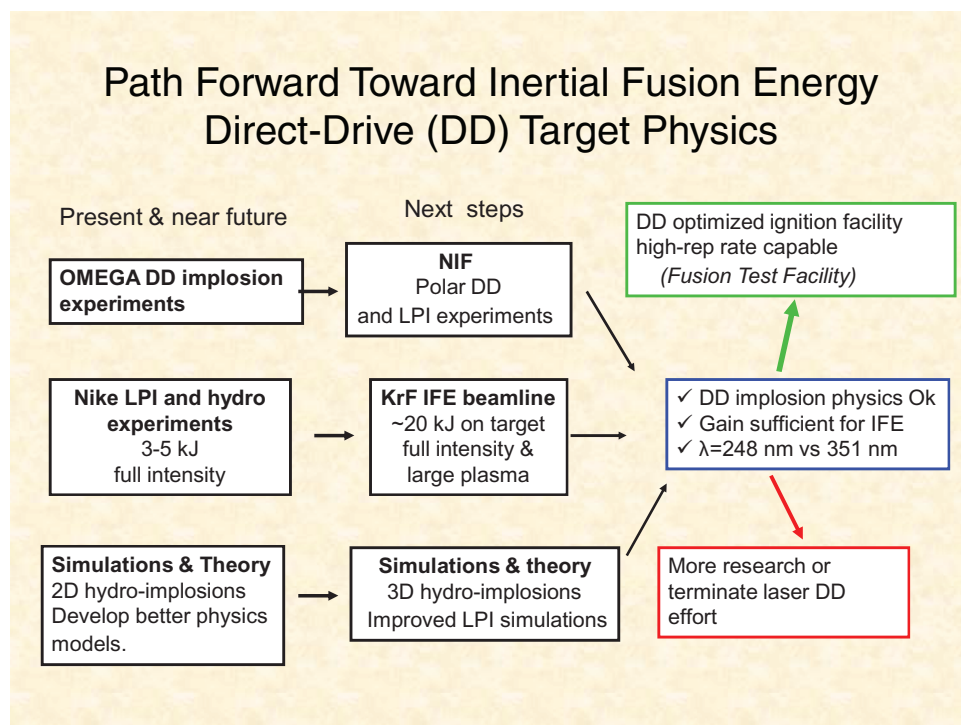 Path Forward Toward Inertial Fusion Energy
Direct-Drive (DD) Target Physics
Present & near future
Next steps
OMEGA DD implosion
experiments
NIF
Polar DD
and LPI experiments
DD optimized ignition facility
high-rep rate capable
(Fusion Test Facility)
Nike LPI and hydro
experiments
3-5 kJ
full intensity
KrF IFE beamline
~20 kJ on target
full intensity &
large plasma
✓ DD implosion physics Ok
✓ Gain sufficient for IFE
✓ λ=248 nm vs 351 nm
Simulations & Theory
2D hydro-implosions
Develop better physics
models.
Simulations & theory
3D hydro-implosions
Improved LPI simulations
More research or
terminate laser DD
effort